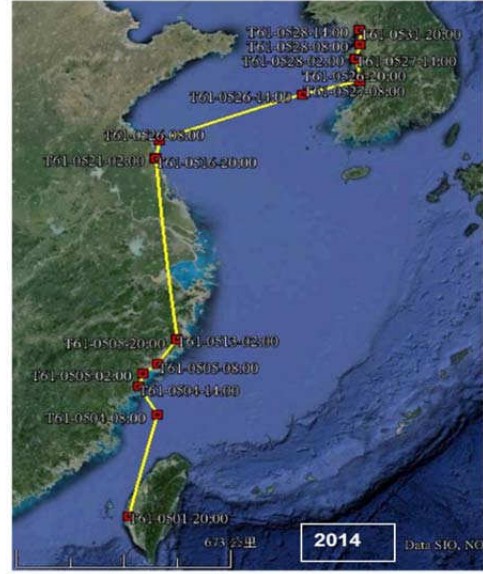 T61-0528-14:00 T61-0531-20:00
T61-0528-08:00
T61-0528-02:00 T61-0527-14:00
T61-0526-20:00
T61-0526-14:00 T61-0527-08:00
T61-0526-08:00
T61-0521-02:00 T61-0516-20:00
T61-0508-20:00 T61-0513-02:00
T61-0505-08:00
T61-0505-02:00
T61-0504-14:00
T61-0504-08:00
T61-0501-20:00
673 公里
2014
Data SIO, NO